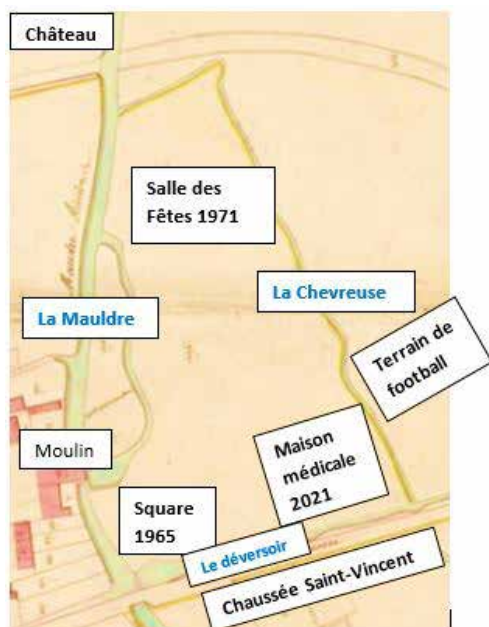 Château
Salle des
Fêtes 1971
La Mauldre
La Chevreuse
Terrain de
football
Moulin
Maison
médicale
2021
Square
1965
Le déversoir
Chaussée Saint-Vincent